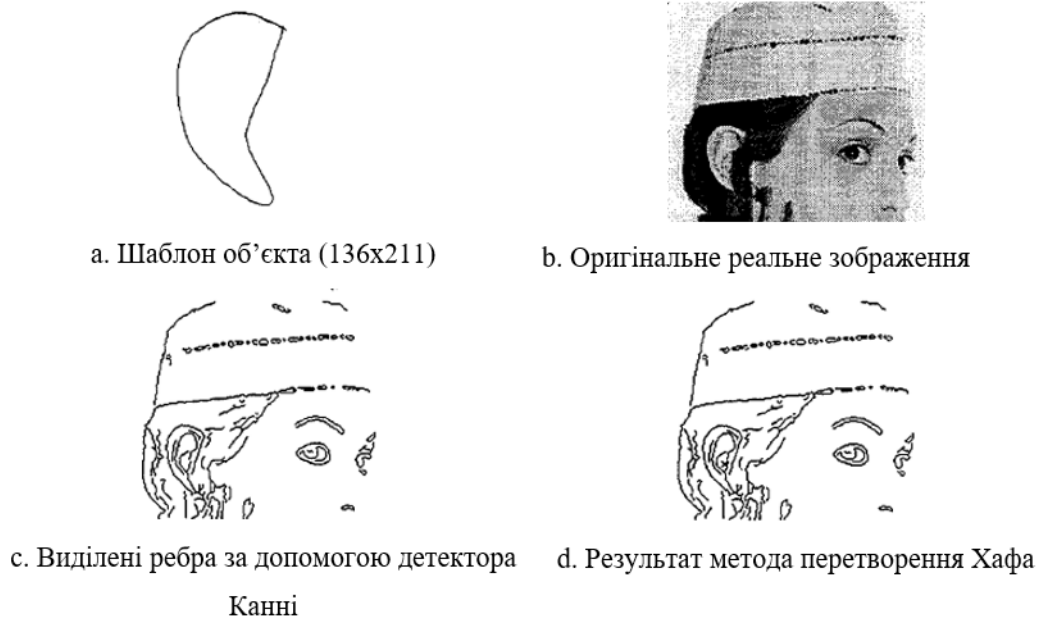 a. Шаблон об’єкта (136x211)
b. Оригінальне реальне зображення
c. Виділені ребра за допомогою детектора
Канні
d. Результат метода перетворення Хафа